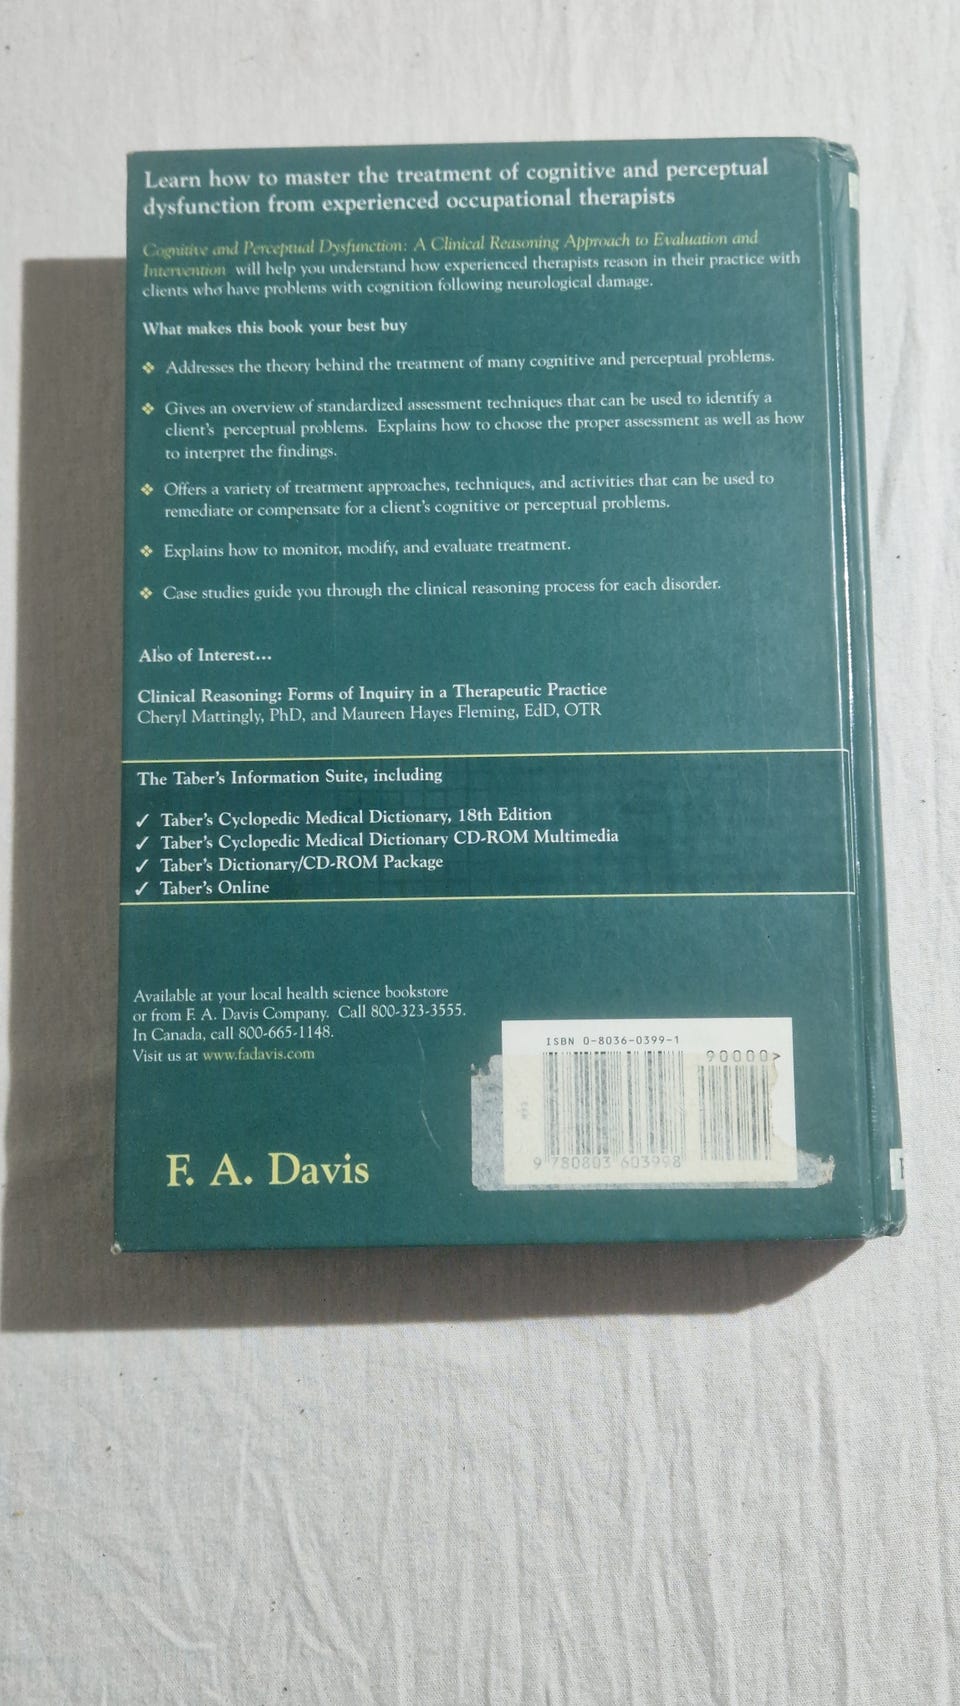 Learn how to master the treatment of cognitive and perceptual
dysfunction from experienced occupational therapists
Cognitive and Perceptual Dysfunction: A Clinical Reasoning Approach to Evaluation and
Intervention will help you understand how experienced therapists reason in their practice with
clients who have problems with cognition following neurological damage.
What makes this book your best buy
❖ Addresses the theory behind the treatment of many cognitive and perceptual problems.
❖ Gives an overview of standardized assessment techniques that can be used to identify a
client's perceptual problems. Explains how to choose the proper assessment as well as how
to interpret the findings.
❖ Offers a variety of treatment approaches, techniques, and activities that can be used to
remediate or compensate for a client's cognitive or perceptual problems.
❖ Explains how to monitor, modify, and evaluate treatment.
❖ Case studies guide you through the clinical reasoning process for each disorder.
Also of Interest...
Clinical Reasoning: Forms of Inquiry in a Therapeutic Practice
Cheryl Mattingly, PhD, and Maureen Hayes Fleming, EdD, OTR
The Taber's Information Suite, including
✓ Taber's Cyclopedic Medical Dictionary, 18th Edition
✓ Taber's Cyclopedic Medical Dictionary CD-ROM Multimedia
✓ Taber's Dictionary/CD-ROM Package
✓ Taber's Online
Available at your local health science bookstore
or from F. A. Davis Company. Call 800-323-3555.
In Canada, call 800-665-1148.
Visit us at www.fadavis.com
ISBN 0-8036-0399-1
90000>
9 780803 603998
F. A. Davis